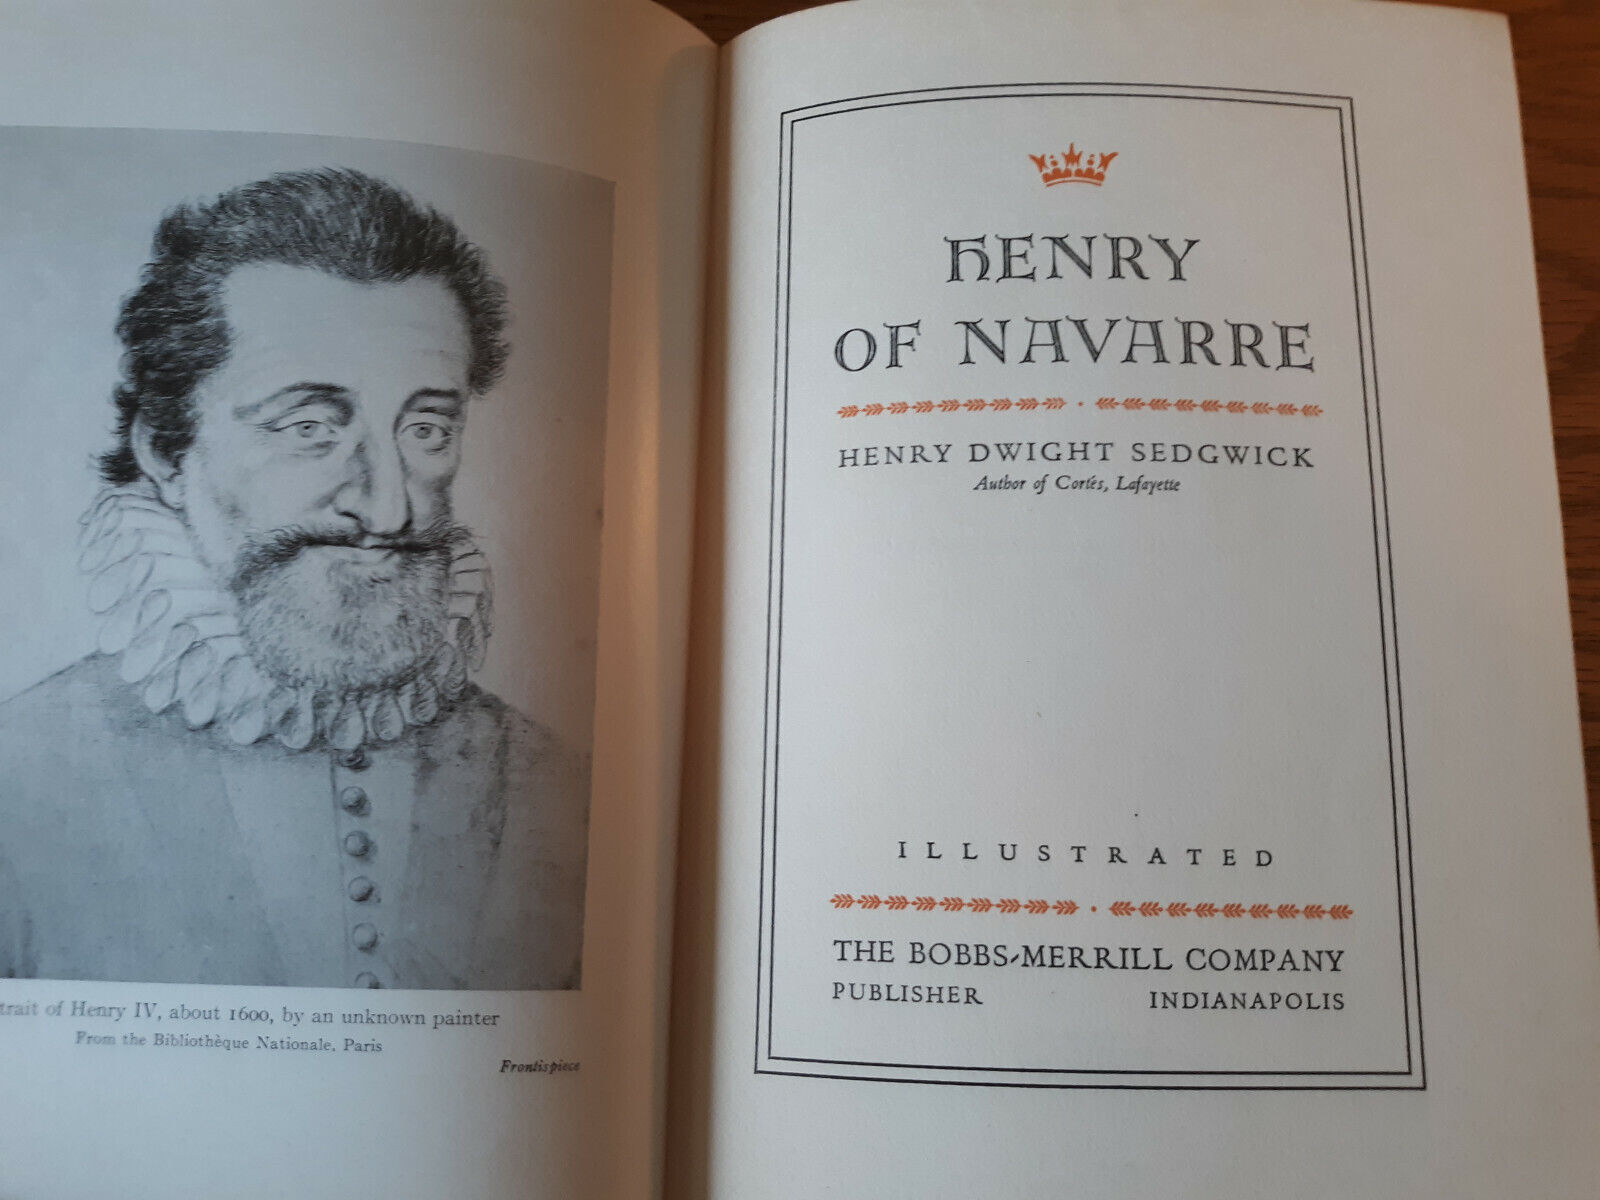 trait of Henry IV, about 1600, by an unknown painter
From the Bibliothèque Nationale, Paris
Frontispiece
HENRY
OF NAVARRE
HENRY DWIGHT SEDGWICK
Author of Cortés, Lafayette
ILLUSTRATED
THE BOBBS-MERRILL COMPANY
PUBLISHER INDIANAPOLIS